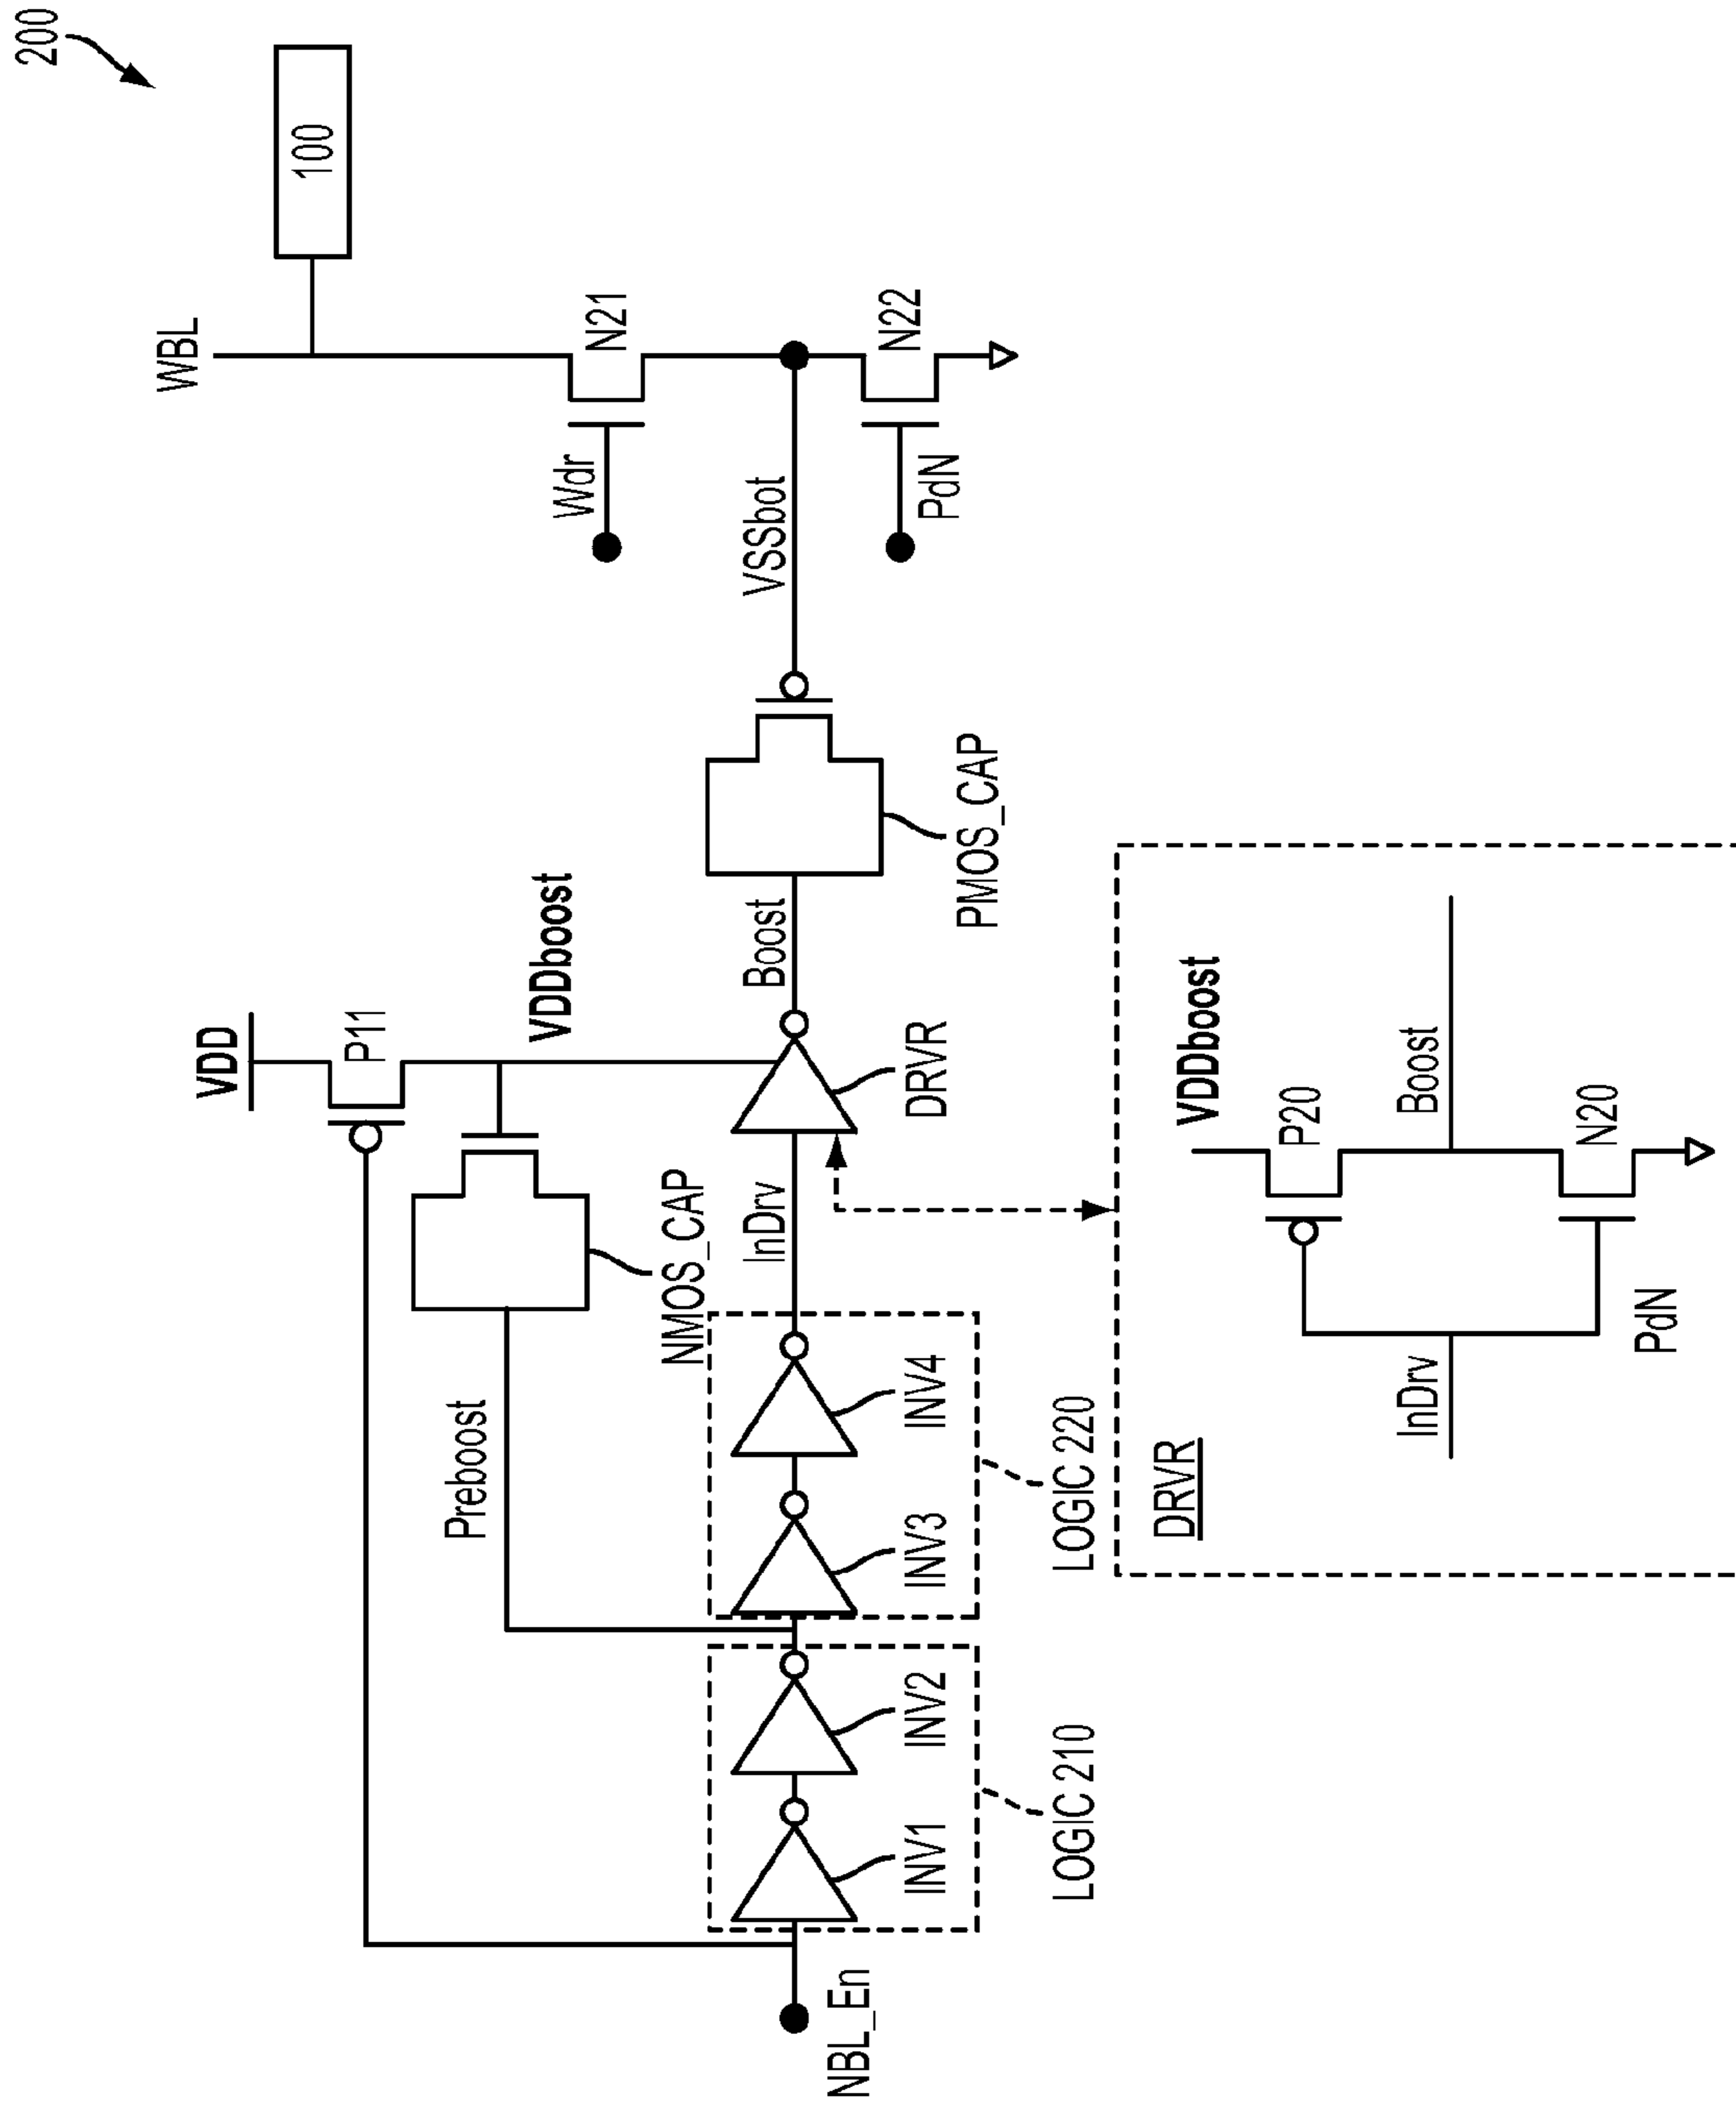 200
100
WBL
N21
Wdr
N22
PdN
VSSbot
PMOS_CAP
Boost
VDD
P11
VDDboost
DRVR
InDrv
NMOS_CAP
Preboost
INV4
INV3
LOGIC 220
INV2
INV1
LOGIC 210
NBL_En
DRVR
VDDboost
P20
Boost
N20
InDrv
PdN